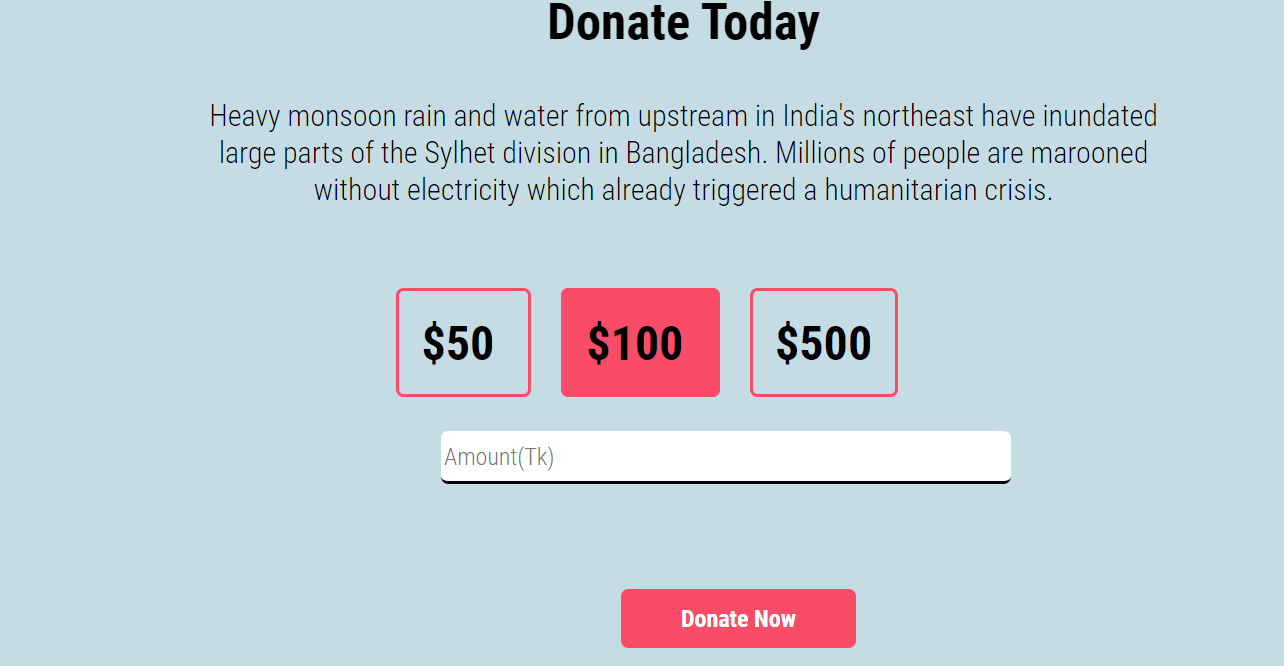 Donate Today
Heavy monsoon rain and water from upstream in India's northeast have inundated
large parts of the Sylhet division in Bangladesh. Millions of people are marooned
without electricity which already triggered a humanitarian crisis.
$50 $100 $500
Amount(Tk)
Donate Now